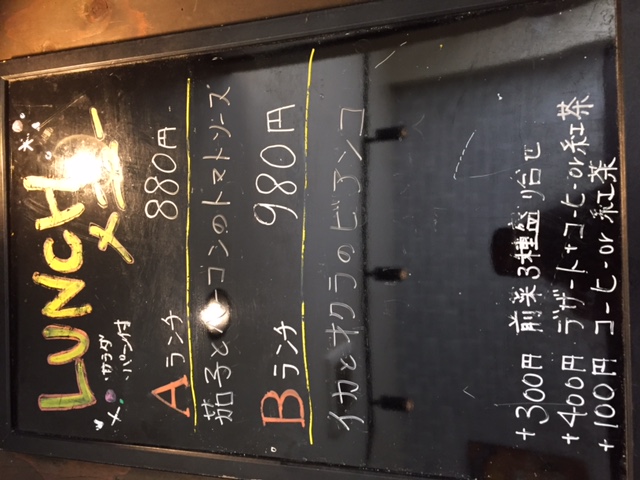 LUNCH
メニュー
・サラダ
・パン付
Aランチ 880円
茄子とベーコンのトマトソース
Bランチ 980円
イカとオクラのビアンコ
+300円 前菜3種盛り合せ
+400円 デザート+コーヒーor紅茶
+100円 コーヒーor紅茶